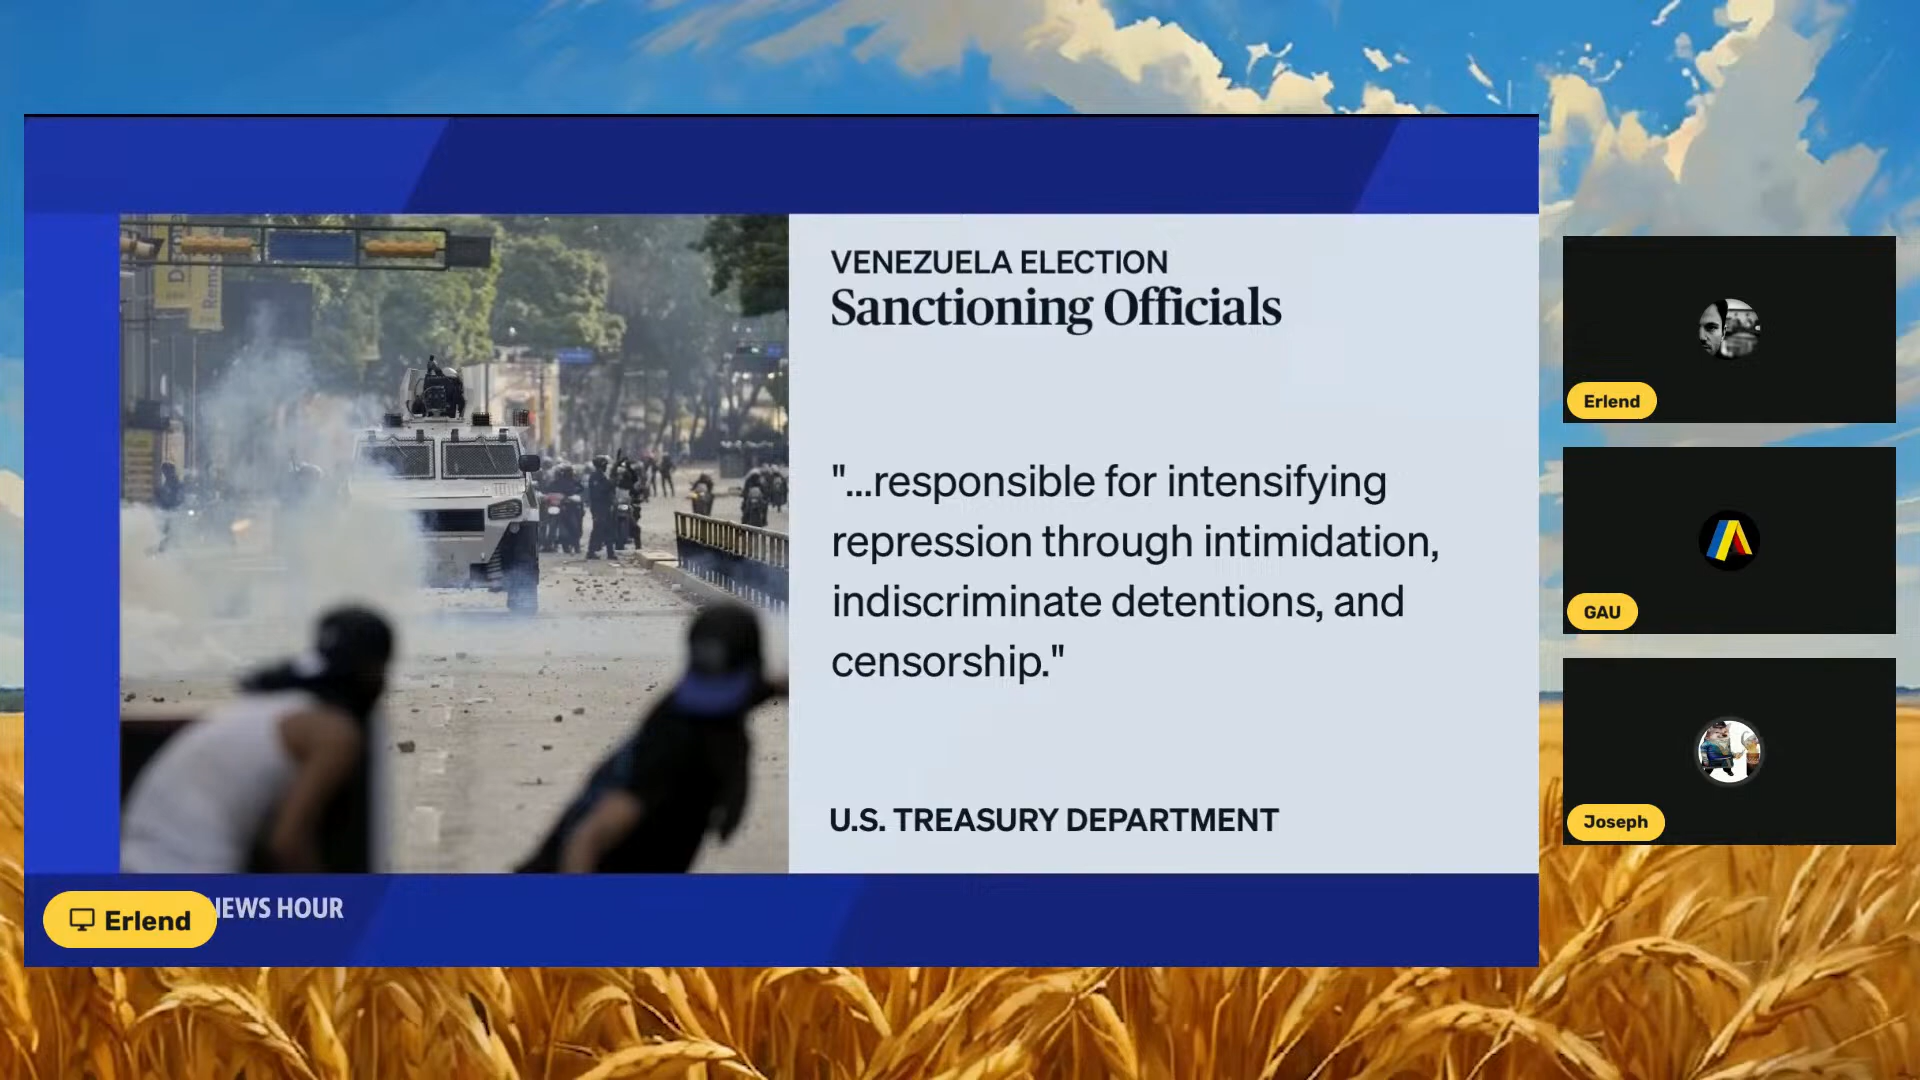 VENEZUELA ELECTION
Sanctioning Officials
"...responsible for intensifying
repression through intimidation,
indiscriminate detentions, and
censorship."
U.S. TREASURY DEPARTMENT
Erlend
NEWS HOUR
Erlend
GAU
Joseph